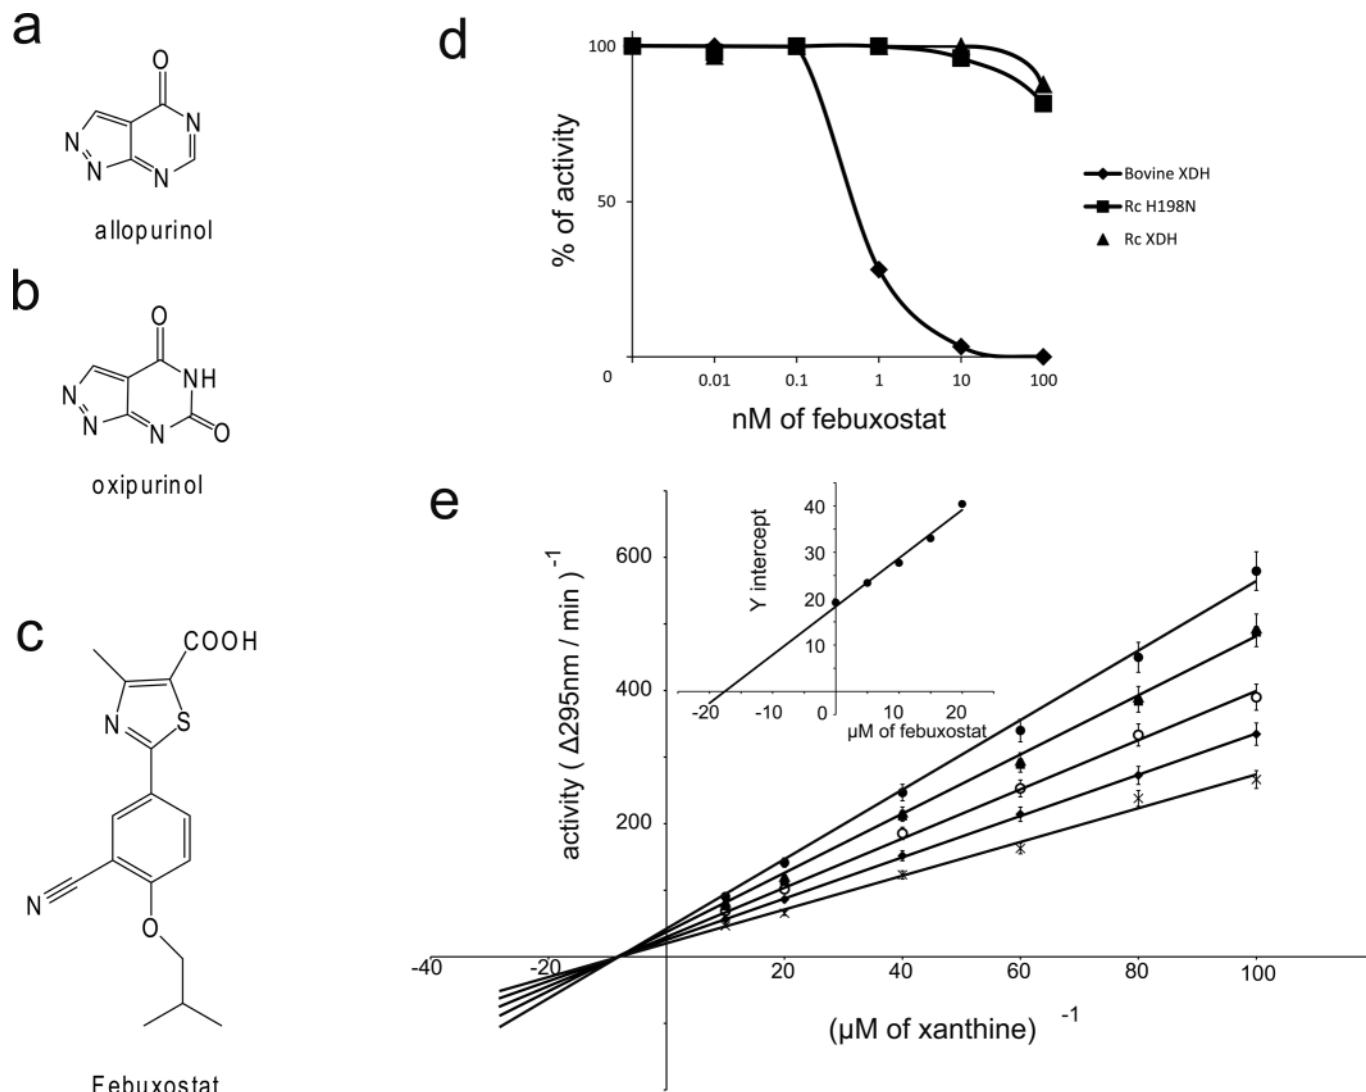 a
O
N
N
N
N
allopurinol
b
O
N
NH
N
N
O
oxipurinol
c
COOH
N
S
N
O
Febuxostat
d
100
50
0
% of activity
0.01
0.1
1
10
100
nM of febuxostat
Bovine XDH
Rc H198N
Rc XDH
e
600
400
200
activity ( Δ295nm / min ) -1
-40
-20
20
40
60
80
100
(µM of xanthine) -1
Y intercept
40
30
20
10
-20
-10
0
10
20
µM of febuxostat